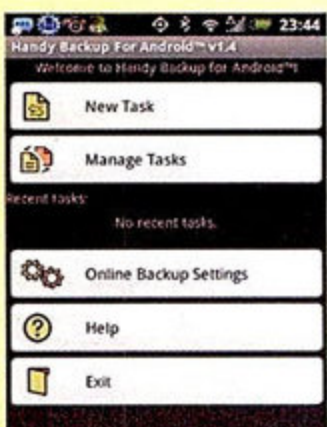 23:44
Handy Backup For Android™ v1.4
Welcome to Handy Backup for Android™!
New Task
Manage Tasks
Recent tasks:
No recent tasks.
Online Backup Settings
Help
Exit